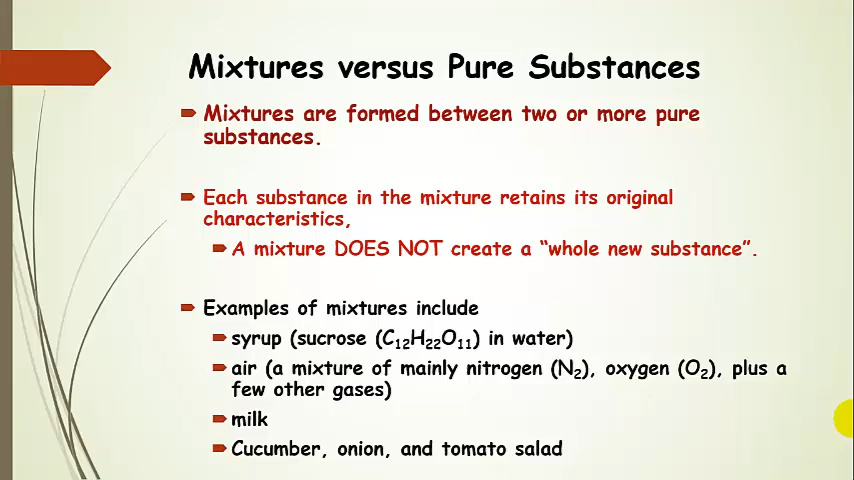 Mixtures versus Pure Substances
Mixtures are formed between two or more pure
substances.
Each substance in the mixture retains its original
characteristics,
A mixture DOES NOT create a “whole new substance”.
Examples of mixtures include
syrup (sucrose (C₁₂H₂₂O₁₁) in water)
air (a mixture of mainly nitrogen (N₂), oxygen (O₂), plus a
few other gases)
milk
Cucumber, onion, and tomato salad